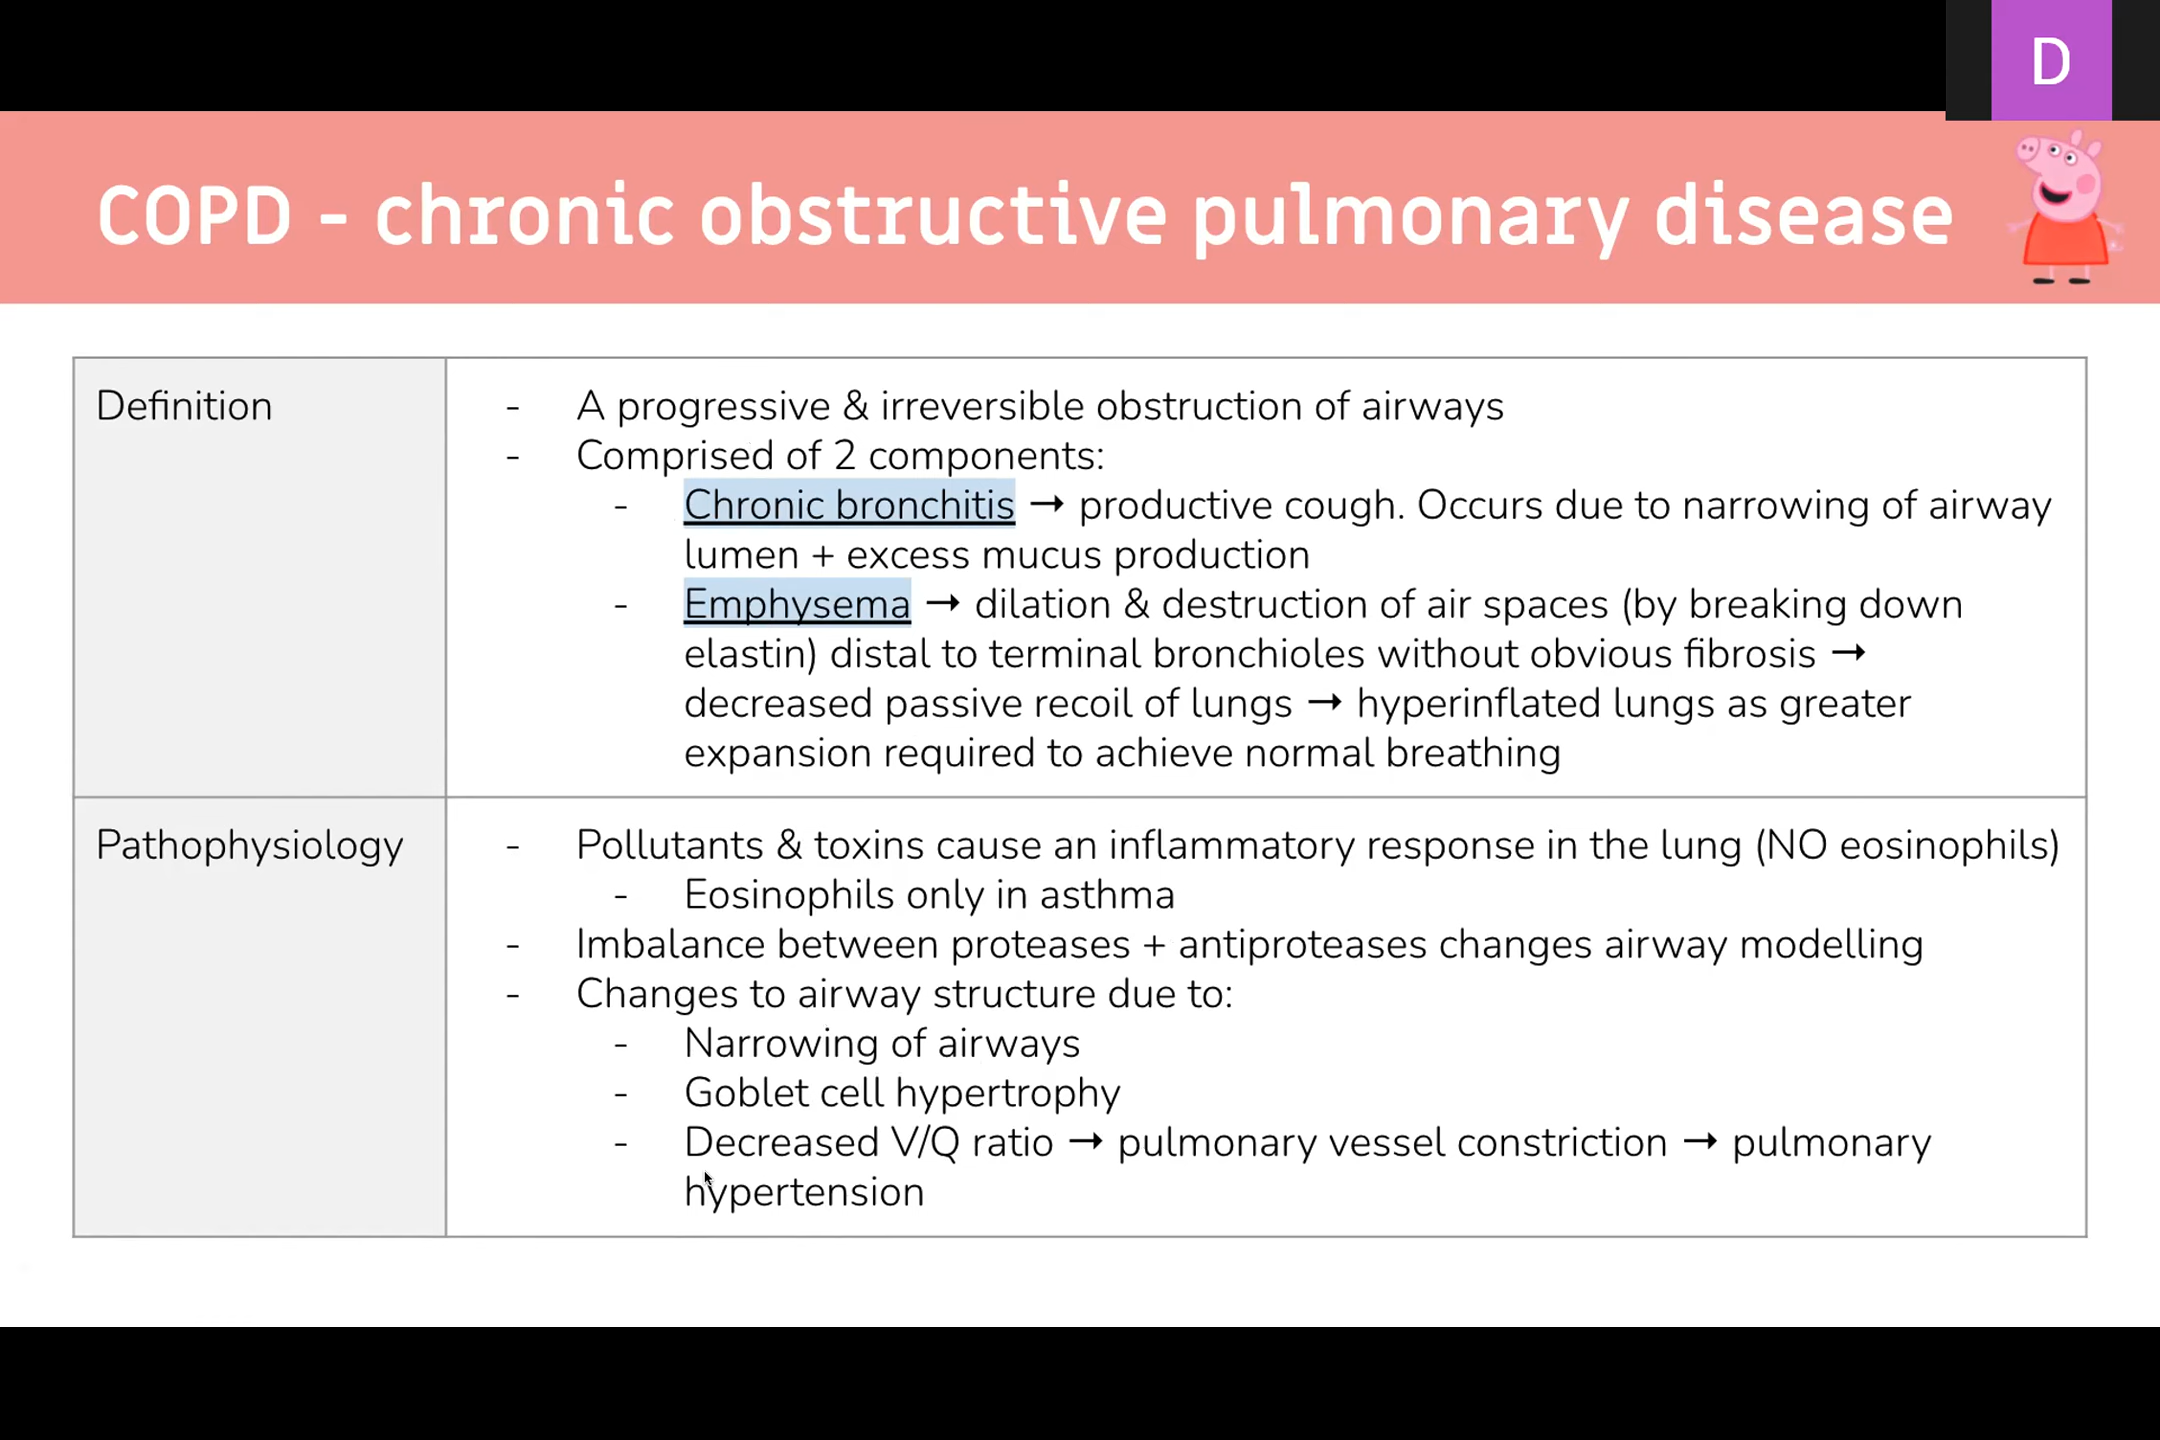 D
COPD - chronic obstructive pulmonary disease
Definition
- A progressive & irreversible obstruction of airways
- Comprised of 2 components:
- Chronic bronchitis → productive cough. Occurs due to narrowing of airway
lumen + excess mucus production
- Emphysema → dilation & destruction of air spaces (by breaking down
elastin) distal to terminal bronchioles without obvious fibrosis →
decreased passive recoil of lungs → hyperinflated lungs as greater
expansion required to achieve normal breathing
Pathophysiology
- Pollutants & toxins cause an inflammatory response in the lung (NO eosinophils)
- Eosinophils only in asthma
- Imbalance between proteases + antiproteases changes airway modelling
- Changes to airway structure due to:
- Narrowing of airways
- Goblet cell hypertrophy
- Decreased V/Q ratio → pulmonary vessel constriction → pulmonary
hypertension